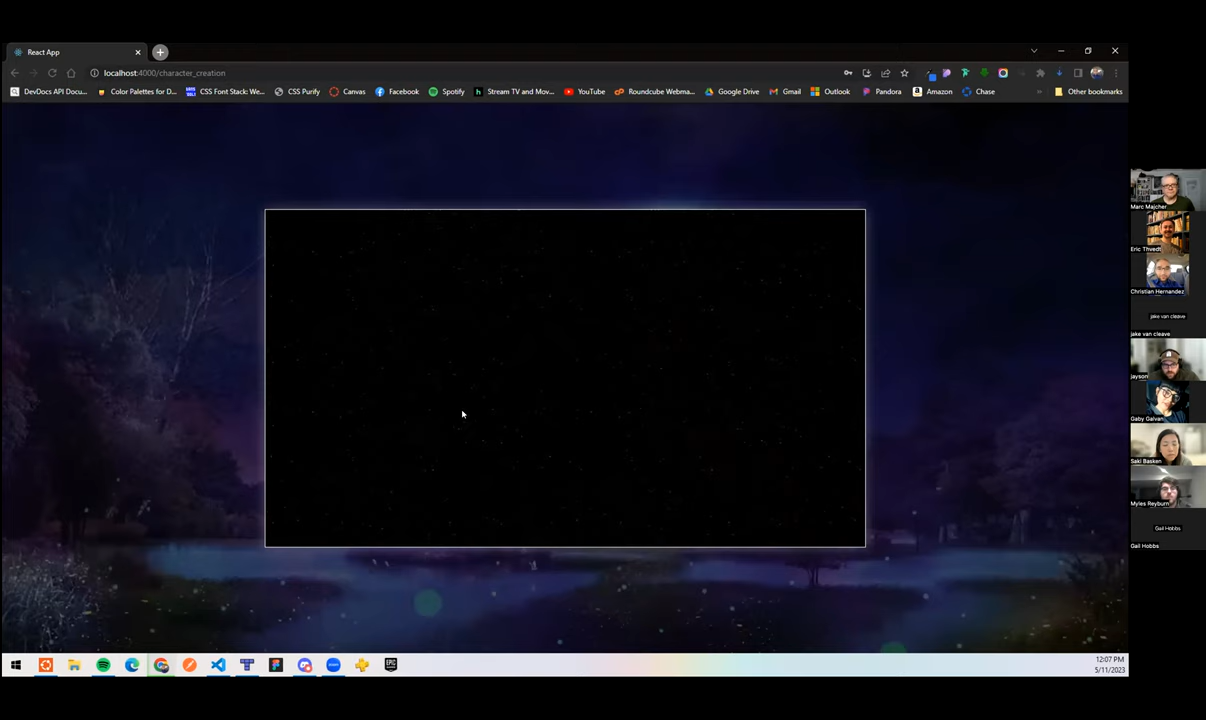 React App
localhost:4000/character_creation
DevDocs API Docu...
Color Palettes for D...
CSS Font Stack: We...
CSS Purify
Canvas
Facebook
Spotify
Stream TV and Mov...
YouTube
Roundcube Webma...
Google Drive
Gmail
Outlook
Pandora
Amazon
Chase
Other bookmarks
Marc Majcher
Eric Thvedt
Christian Hernandez
jake van cleave
jake van cleave
jayson
Gaby Galvan
Saki Basken
Myles Reyburn
Gail Hobbs
Gail Hobbs
EPIC
12:07 PM
5/11/2023